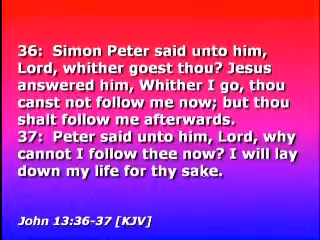 36:  Simon Peter said unto him,
Lord, whither goest thou? Jesus
answered him, Whither I go, thou
canst not follow me now; but thou
shalt follow me afterwards.
37:  Peter said unto him, Lord, why
cannot I follow thee now? I will lay
down my life for thy sake.
John 13:36-37 [KJV]